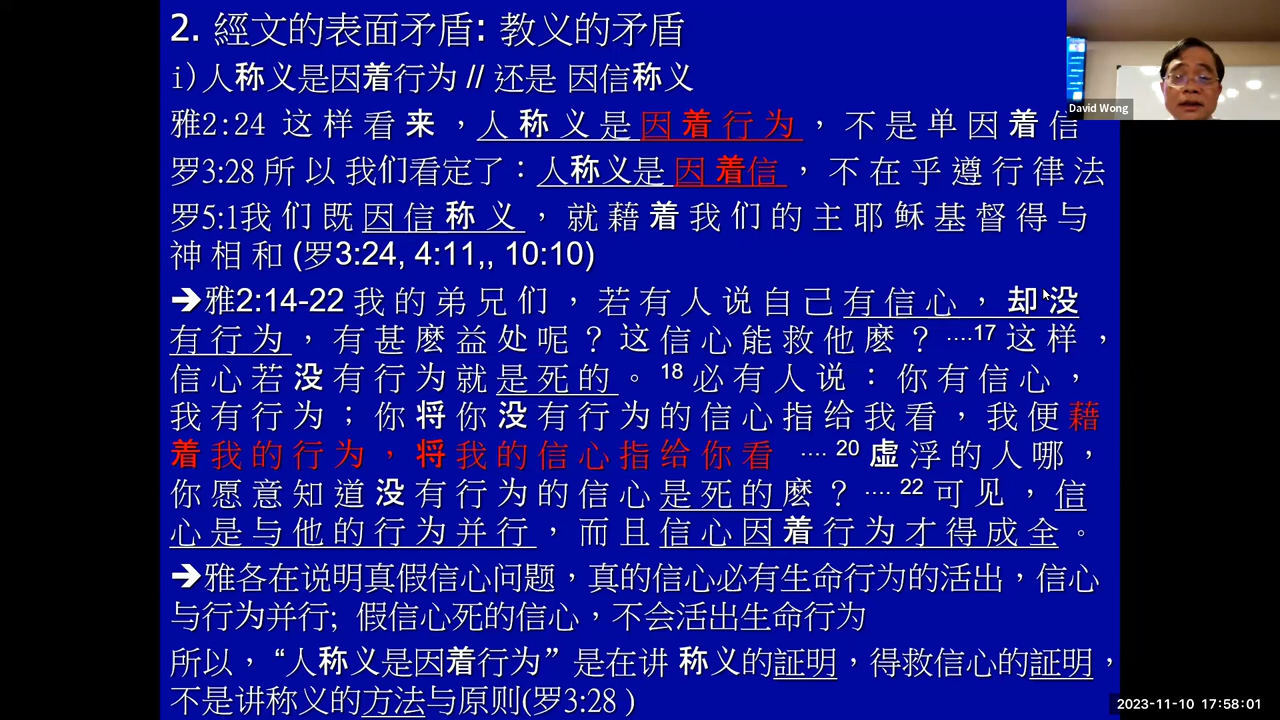 2. 經文的表面矛盾: 教义的矛盾
i)人称义是因着行为 // 还是 因信称义
雅2:24 这样看来，人称义是因着行为，不是单因着信
罗3:28 所以我们看定了：人称义是因着信，不在乎遵行律法
罗5:1我们既因信称义，就藉着我们的主耶稣基督得与
神相和 (罗3:24, 4:11,, 10:10)
➔雅2:14-22 我的弟兄们，若有人说自己有信心，却没
有行为，有甚麽益处呢？这信心能救他麽？....17 这样，
信心若没有行为就是死的。18 必有人说：你有信心，
我有行为；你将你没有行为的信心指给我看，我便藉
着我的行为，将我的信心指给你看 .... 20 虚浮的人哪，
你愿意知道没有行为的信心是死的麽？.... 22 可见，信
心是与他的行为并行，而且信心因着行为才得成全。
➔雅各在说明真假信心问题，真的信心必有生命行为的活出，信心
与行为并行; 假信心死的信心，不会活出生命行为
所以，“人称义是因着行为”是在讲 称义的証明，得救信心的証明，
不是讲称义的方法与原则(罗3:28 )
David Wong
2023-11-10 17:58:01